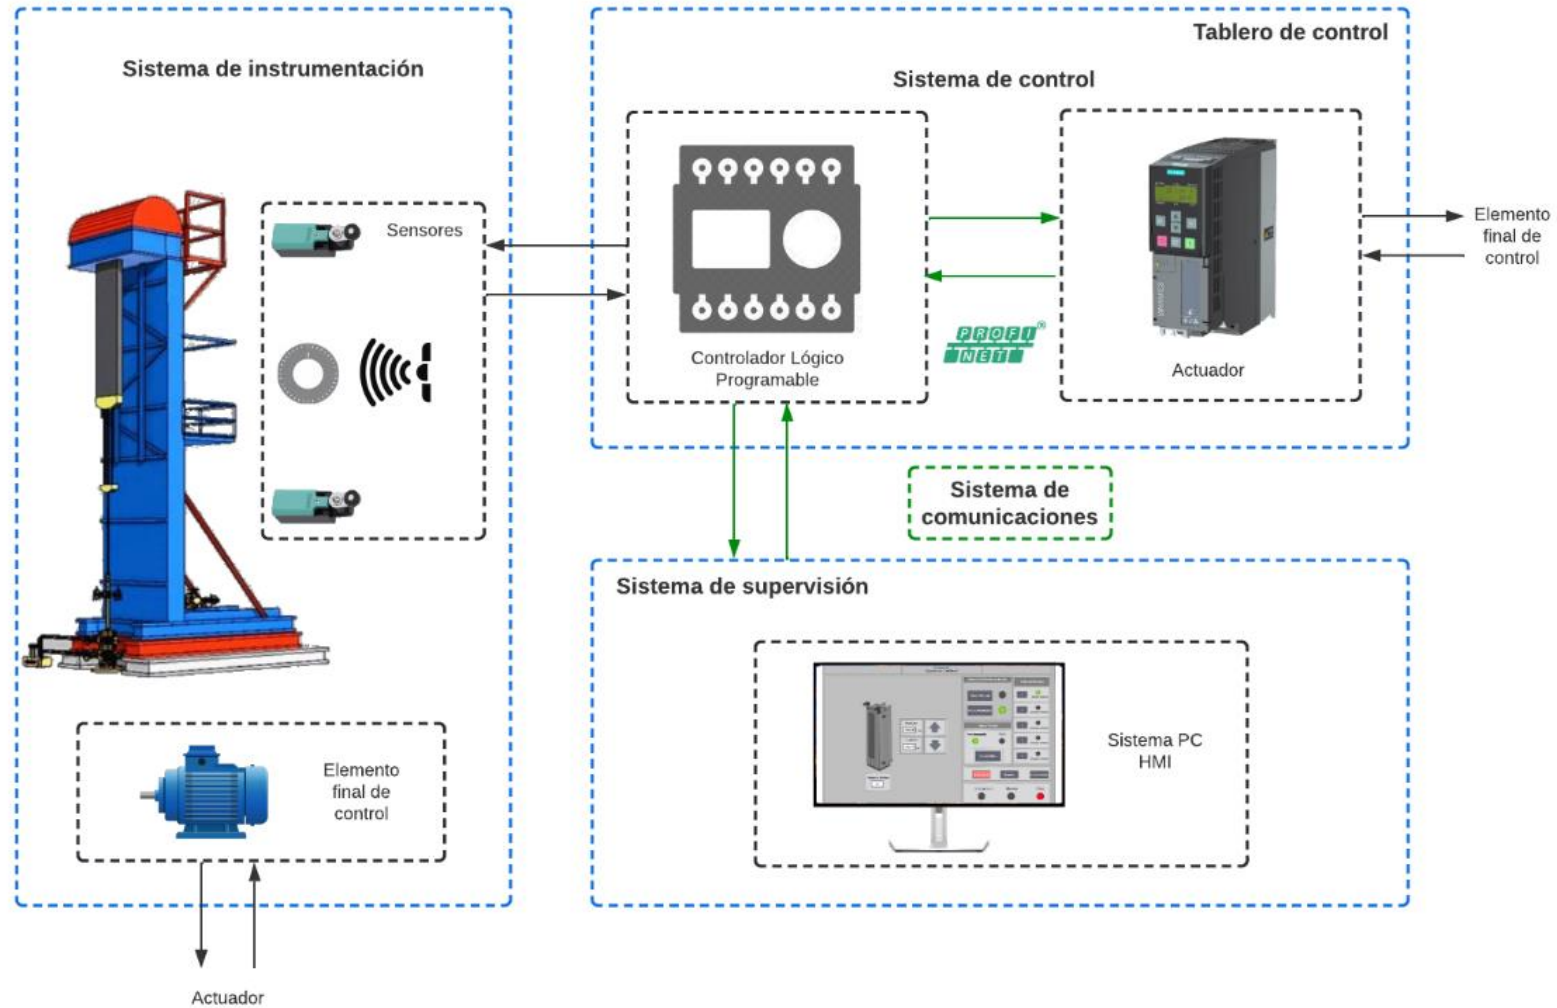 Sistema de instrumentación
Sensores
Elemento
final de
control
Actuador
Tablero de control
Sistema de control
Controlador Lógico
Programable
PROFI
NET
Actuador
Elemento
final de
control
Sistema de
comunicaciones
Sistema de supervisión
Sistema PC
HMI